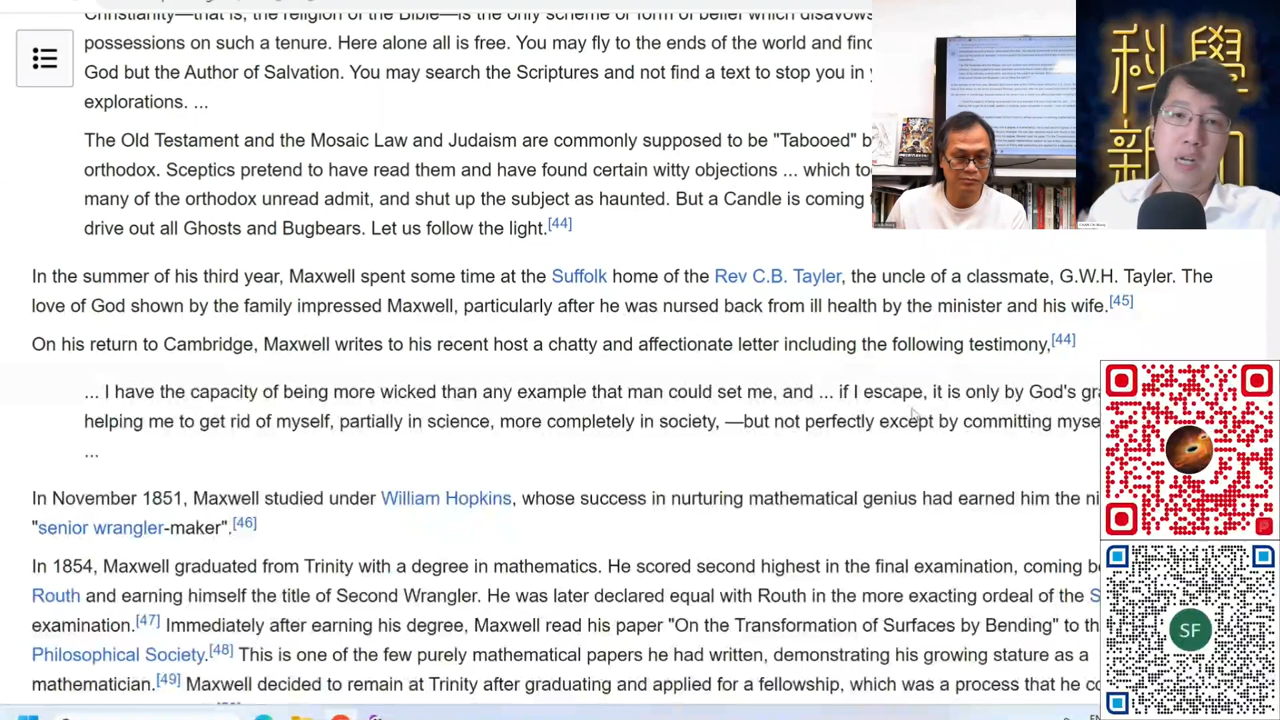 Christianity—that is, the religion of the Bible—is the only scheme or form of belief which disavows
possessions on such a tenure. Here alone all is free. You may fly to the ends of the world and find
God but the Author of Salvation. You may search the Scriptures and not find a text to stop you in y
explorations. ...
The Old Testament and the Mosaic Law and Judaism are commonly supposed to be "Tabooed" by
orthodox. Sceptics pretend to have read them and have found certain witty objections ... which to
many of the orthodox unread admit, and shut up the subject as haunted. But a Candle is coming
drive out all Ghosts and Bugbears. Let us follow the light.[44]
In the summer of his third year, Maxwell spent some time at the Suffolk home of the Rev C.B. Tayler, the uncle of a classmate, G.W.H. Tayler. The
love of God shown by the family impressed Maxwell, particularly after he was nursed back from ill health by the minister and his wife.[45]
On his return to Cambridge, Maxwell writes to his recent host a chatty and affectionate letter including the following testimony,[44]
... I have the capacity of being more wicked than any example that man could set me, and ... if I escape, it is only by God's gra
helping me to get rid of myself, partially in science, more completely in society, —but not perfectly except by committing myse
...
In November 1851, Maxwell studied under William Hopkins, whose success in nurturing mathematical genius had earned him the ni
"senior wrangler-maker".[46]
In 1854, Maxwell graduated from Trinity with a degree in mathematics. He scored second highest in the final examination, coming be
Routh and earning himself the title of Second Wrangler. He was later declared equal with Routh in the more exacting ordeal of the S
examination.[47] Immediately after earning his degree, Maxwell read his paper "On the Transformation of Surfaces by Bending" to th
Philosophical Society.[48] This is one of the few purely mathematical papers he had written, demonstrating his growing stature as a
mathematician.[49] Maxwell decided to remain at Trinity after graduating and applied for a fellowship, which was a process that he co
科學
新
SF